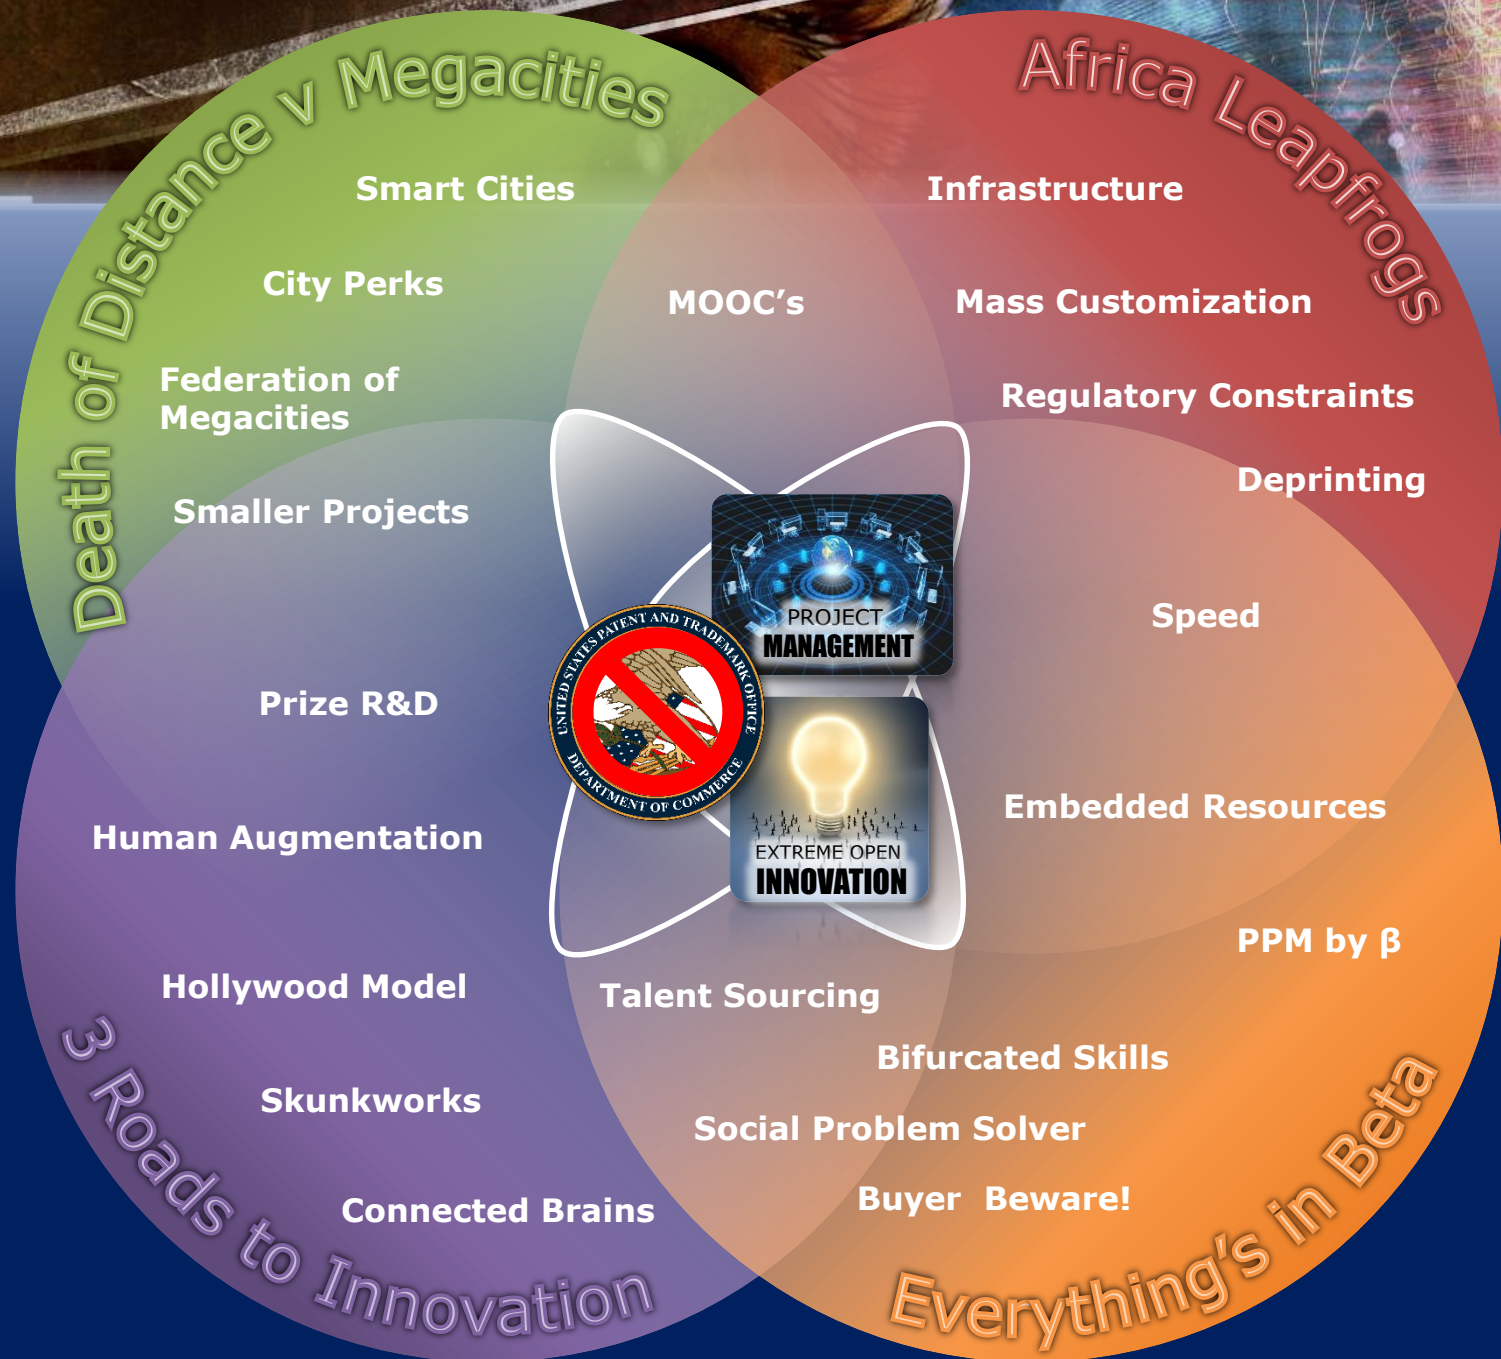 Death of Distance v Megacities
Africa Leapfrogs
Smart Cities
Infrastructure
City Perks
MOOC’s
Mass Customization
Federation of
Megacities
Regulatory Constraints
Deprinting
Smaller Projects
Speed
PROJECT
MANAGEMENT
UNITED STATES PATENT AND TRADEMARK OFFICE
DEPARTMENT OF COMMERCE
Prize R&D
Embedded Resources
Human Augmentation
EXTREME OPEN
INNOVATION
PPM by β
Hollywood Model
Talent Sourcing
Bifurcated Skills
Skunkworks
Social Problem Solver
Connected Brains
Buyer  Beware!
3 Roads to Innovation
Everything’s in Beta